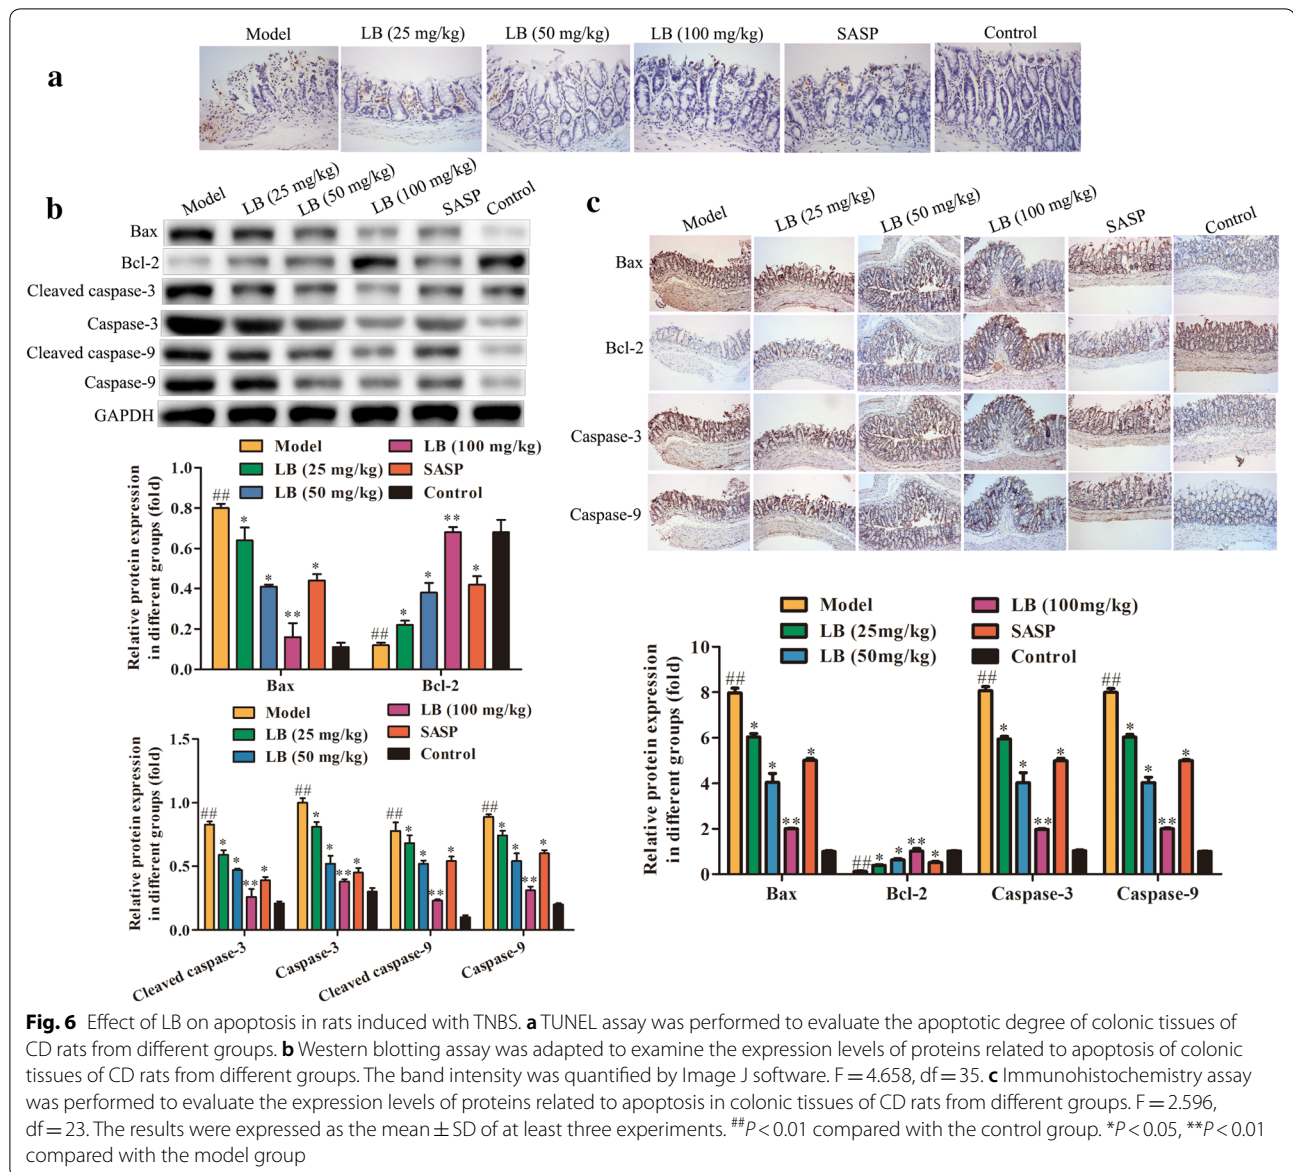 Model
LB (25 mg/kg)
LB (50 mg/kg)
LB (100 mg/kg)
SASP
Control
a
b
Model
LB (25 mg/kg)
LB (50 mg/kg)
LB (100 mg/kg)
SASP
Control
Bax
Bcl-2
Cleaved caspase-3
Caspase-3
Cleaved caspase-9
Caspase-9
GAPDH
Model
LB (25 mg/kg)
LB (50 mg/kg)
LB (100 mg/kg)
SASP
Control
Relative protein expression
in different groups (fold)
1.0
0.8
0.6
0.4
0.2
0.0
##
*
*
**
*
##
*
*
**
*
Bax
Bcl-2
Model
LB (25 mg/kg)
LB (50 mg/kg)
LB (100 mg/kg)
SASP
Control
Relative protein expression
in different groups (fold)
1.5
1.0
0.5
0.0
##
*
*
**
*
##
*
*
**
*
##
*
*
**
*
##
*
*
**
*
Cleaved caspase-3
Caspase-3
Cleaved caspase-9
Caspase-9
c
Model
LB (25 mg/kg)
LB (50 mg/kg)
LB (100 mg/kg)
SASP
Control
Bax
Bcl-2
Caspase-3
Caspase-9
Model
LB (25mg/kg)
LB (50mg/kg)
LB (100mg/kg)
SASP
Control
Relative protein expression
in different groups (fold)
10
8
6
4
2
0
##
*
*
**
*
##
*
*
**
*
##
*
*
**
*
##
*
*
**
*
Bax
Bcl-2
Caspase-3
Caspase-9
Fig. 6 Effect of LB on apoptosis in rats induced with TNBS. a TUNEL assay was performed to evaluate the apoptotic degree of colonic tissues of
CD rats from different groups. b Western blotting assay was adapted to examine the expression levels of proteins related to apoptosis of colonic
tissues of CD rats from different groups. The band intensity was quantified by Image J software. F = 4.658, df = 35. c Immunohistochemistry assay
was performed to evaluate the expression levels of proteins related to apoptosis in colonic tissues of CD rats from different groups. F = 2.596,
df = 23. The results were expressed as the mean ± SD of at least three experiments. ##P < 0.01 compared with the control group. *P < 0.05, **P < 0.01
compared with the model group